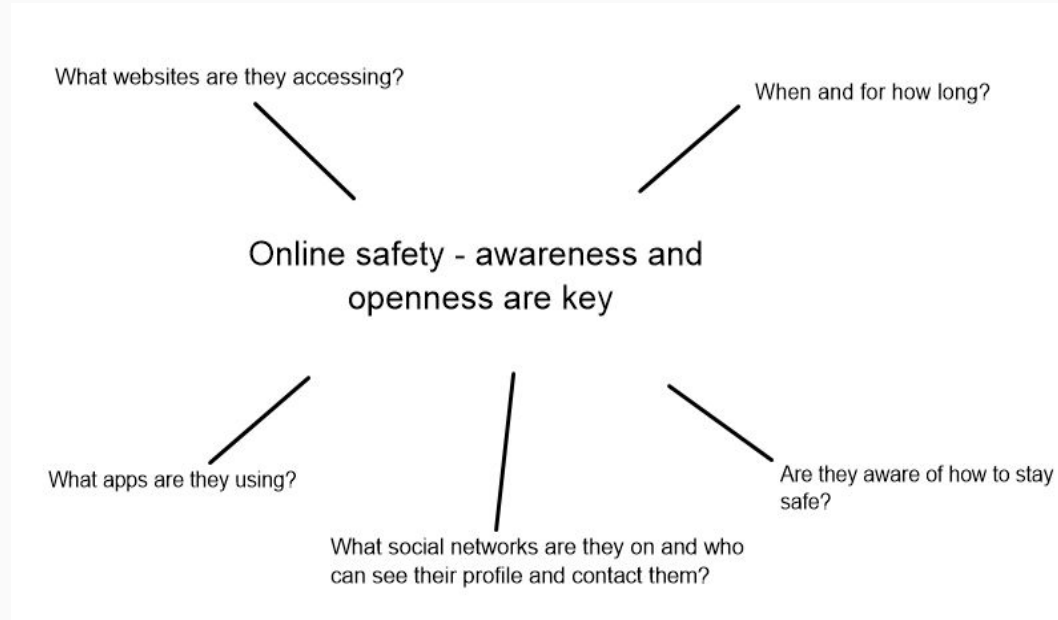 What websites are they accessing?
When and for how long?
Online safety - awareness and
openness are key
What apps are they using?
Are they aware of how to stay
safe?
What social networks are they on and who
can see their profile and contact them?